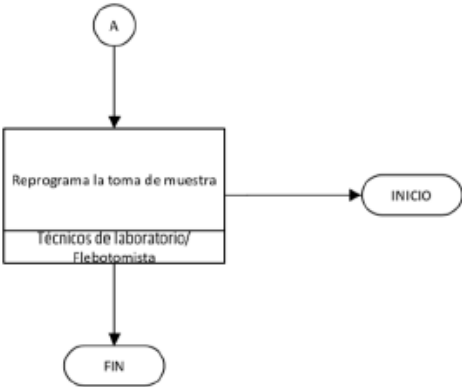 A
Reprograma la toma de muestra
INICIO
Técnicos de laboratorio/
Flebotomista
FIN